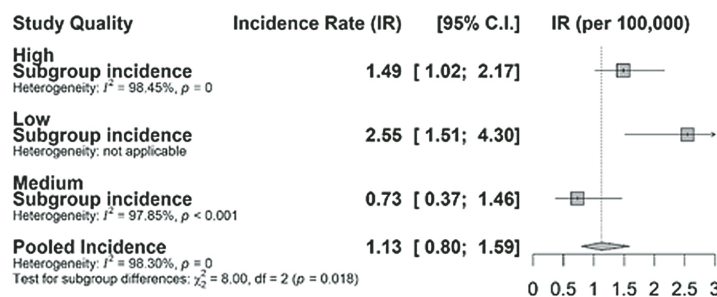 Study Quality Incidence Rate (IR) [95% C.I.] IR (per 100,000)
High
Subgroup incidence 1.49 [ 1.02; 2.17]
Heterogeneity: I² = 98.45%, p = 0
Low
Subgroup incidence 2.55 [ 1.51; 4.30]
Heterogeneity: not applicable
Medium
Subgroup incidence 0.73 [ 0.37; 1.46]
Heterogeneity: I² = 97.85%, p < 0.001
Pooled Incidence 1.13 [ 0.80; 1.59]
Heterogeneity: I² = 98.30%, p = 0
Test for subgroup differences: χ²₂ = 8.00, df = 2 (p = 0.018)
0 0.5 1 1.5 2 2.5 3